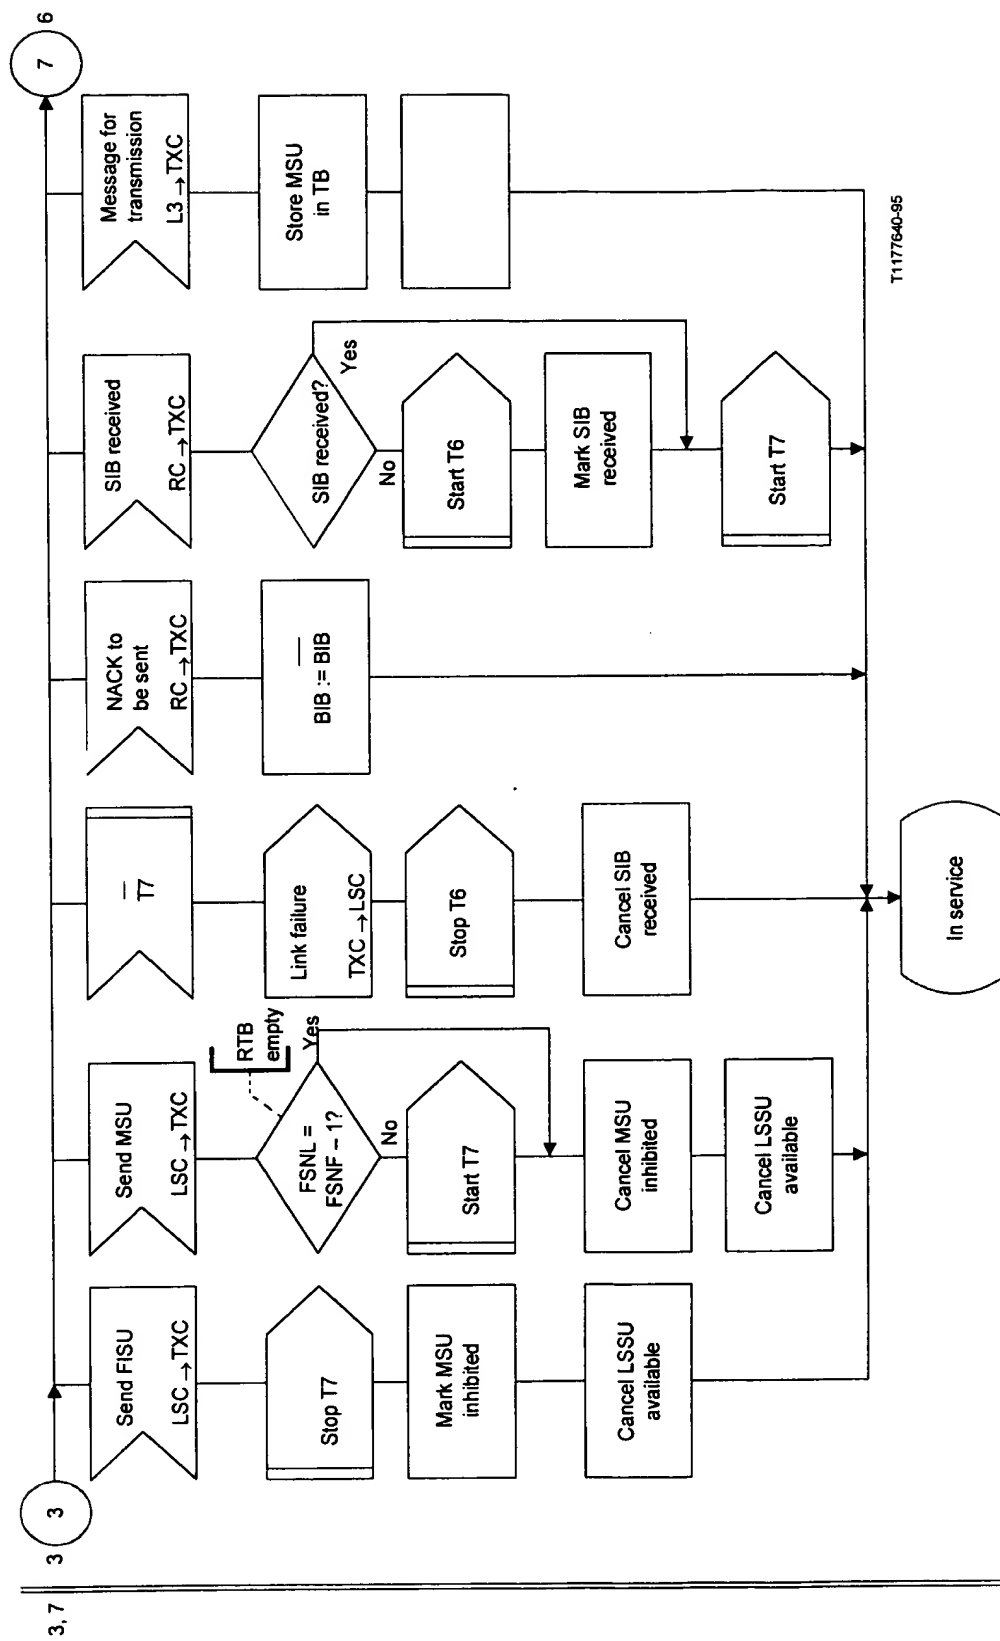 3, 7
3
3
7
6
Send FISU
LSC → TXC
Stop T7
Mark MSU
inhibited
Cancel LSSU
available
Send MSU
LSC → TXC
RTB
empty
FSNL =
FSNF – 1?
Yes
No
Start T7
Cancel MSU
inhibited
Cancel LSSU
available
T7
Link failure
TXC → LSC
Stop T6
Cancel SIB
received
NACK to
be sent
RC → TXC
BIB := BIB
SIB received
RC → TXC
SIB received?
Yes
No
Start T6
Mark SIB
received
Start T7
Message for
transmission
L3 → TXC
Store MSU
in TB
In service
T1177640-95